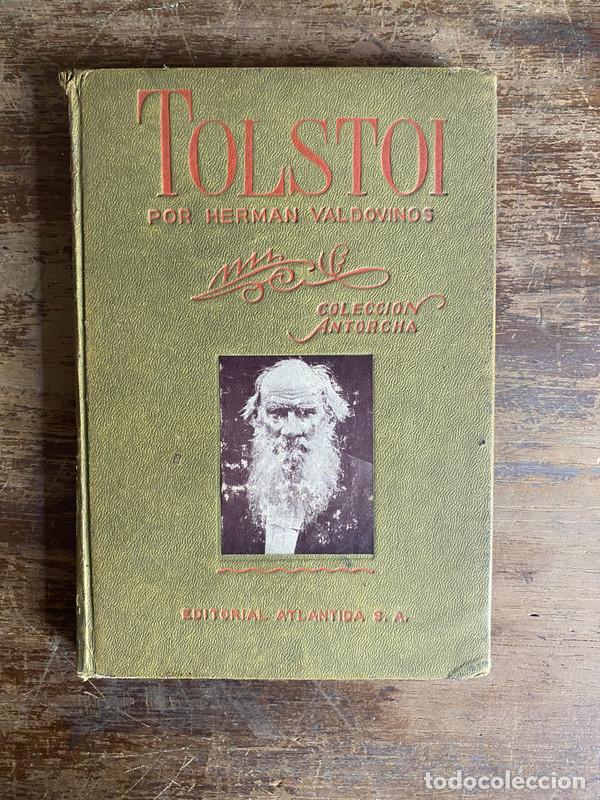 TOLSTOI
POR HERMAN VALDOVINOS
COLECCION
ANTORCHA
EDITORIAL ATLANTIDA S. A.
todocoleccion